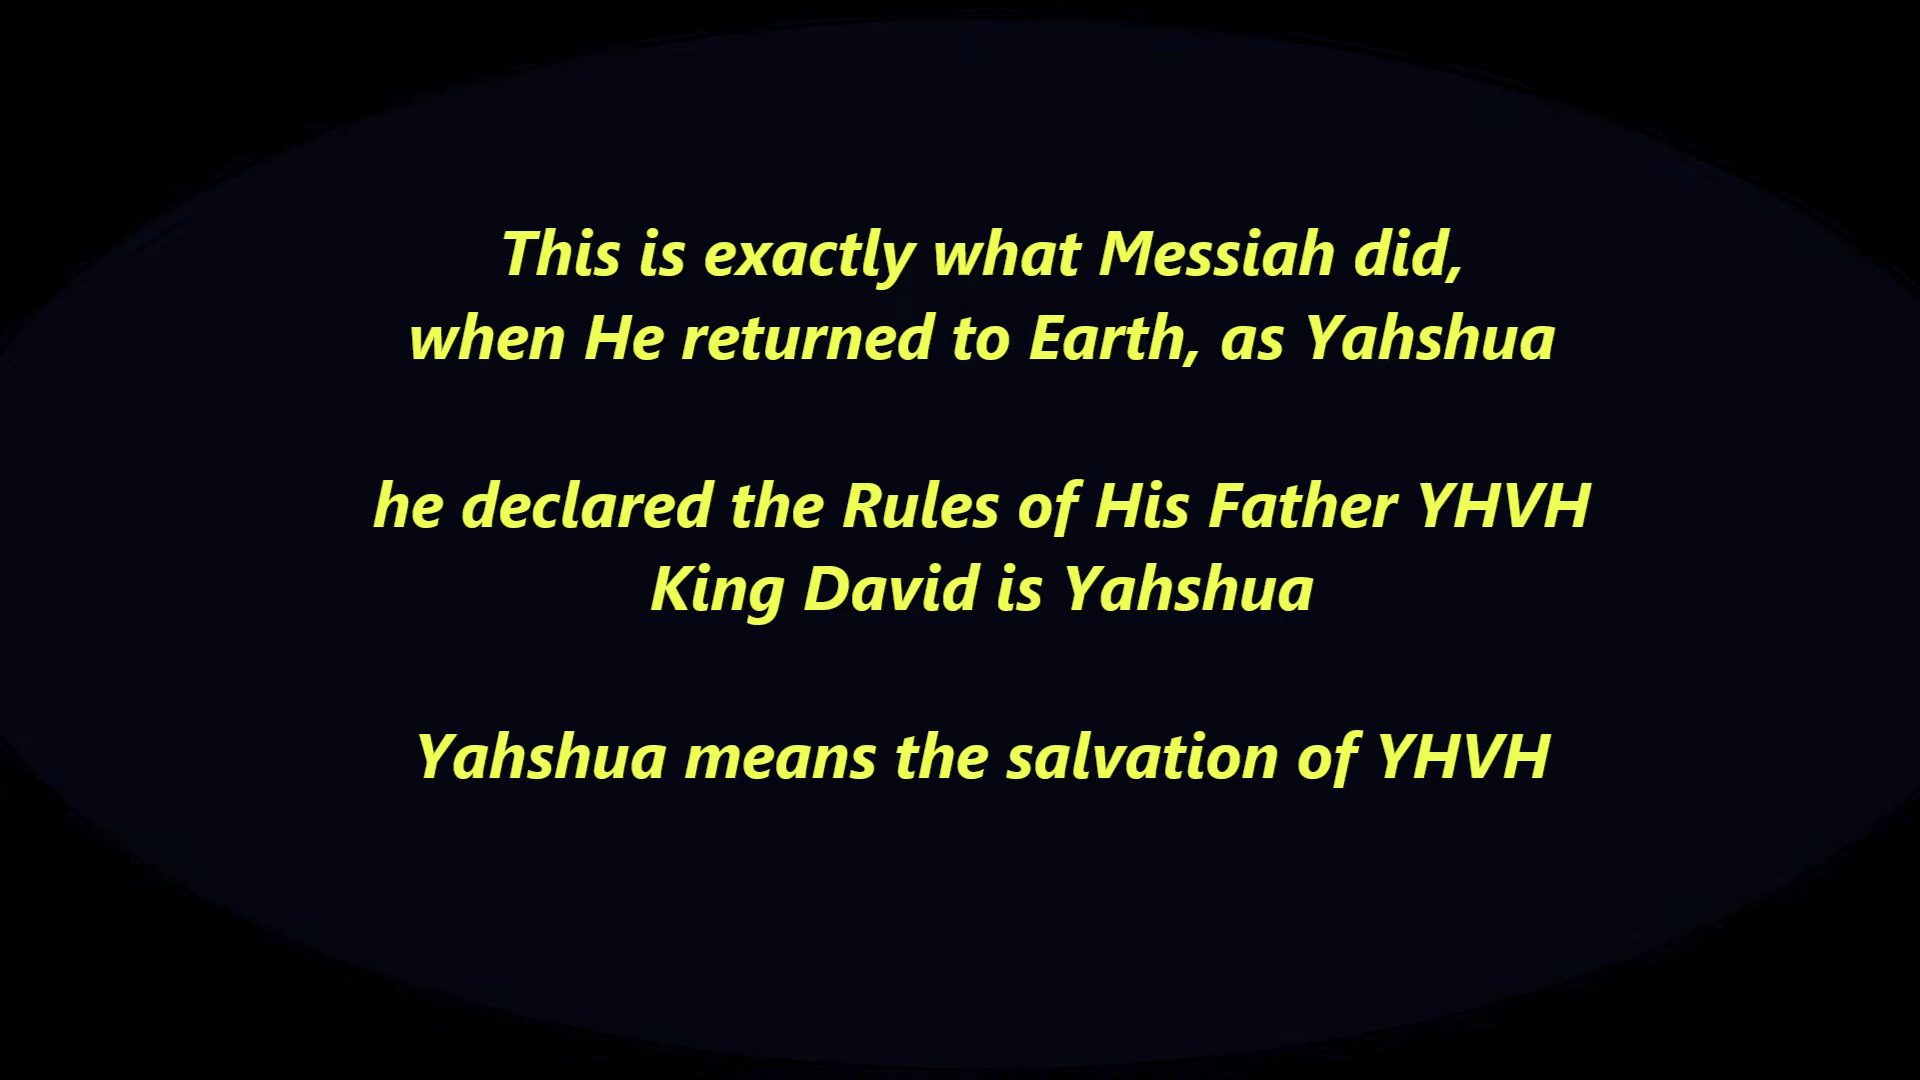 This is exactly what Messiah did,
when He returned to Earth, as Yahshua
he declared the Rules of His Father YHVH
King David is Yahshua
Yahshua means the salvation of YHVH